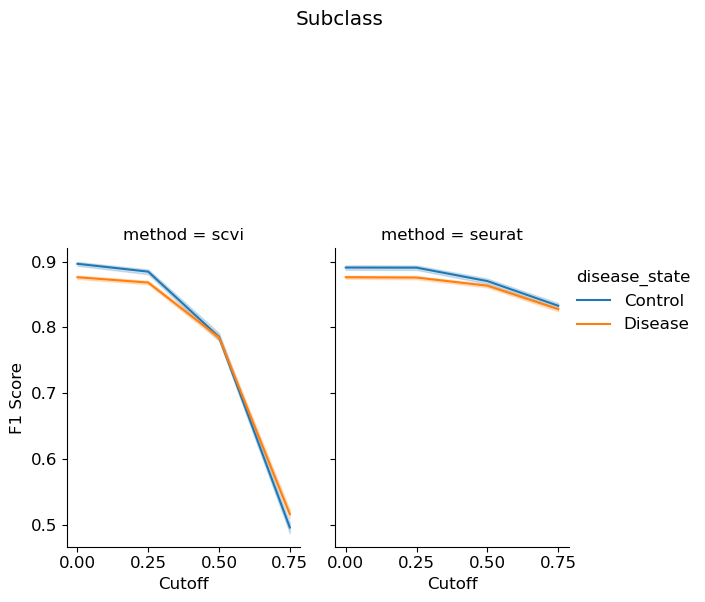 Subclass
method = scvi
method = seurat
F1 Score
0.9
0.8
0.7
0.6
0.5
0.00 0.25 0.50 0.75
0.00 0.25 0.50 0.75
Cutoff
Cutoff
disease_state
Control
Disease